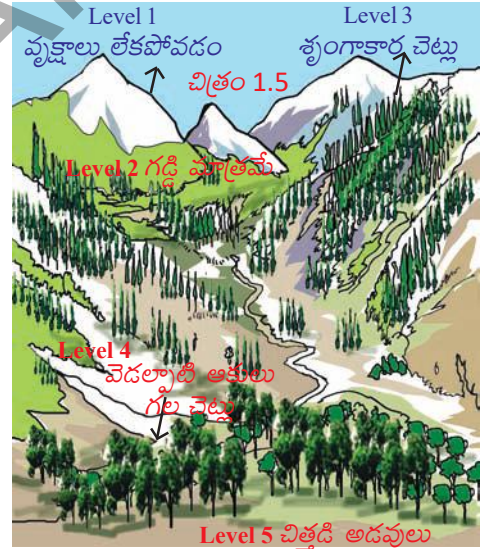 Level 1
వృక్షాలు లేకపోవడం
Level 3
శృంగాకార చెట్లు
చిత్రం 1.5
Level 2 గడ్డి మాత్రమే
Level 4
వెడల్పాటి ఆకులు
గల చెట్లు
Level 5 చిత్తడి అడవులు